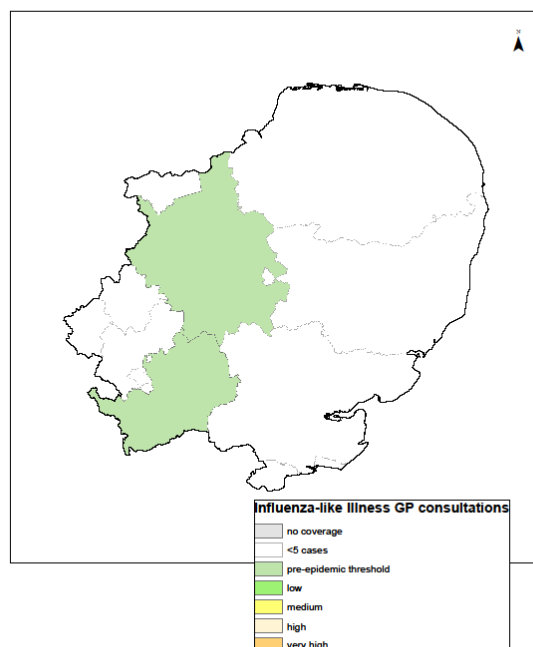 N
Influenza-like Illness GP consultations
no coverage
<5 cases
pre-epidemic threshold
low
medium
high
very high